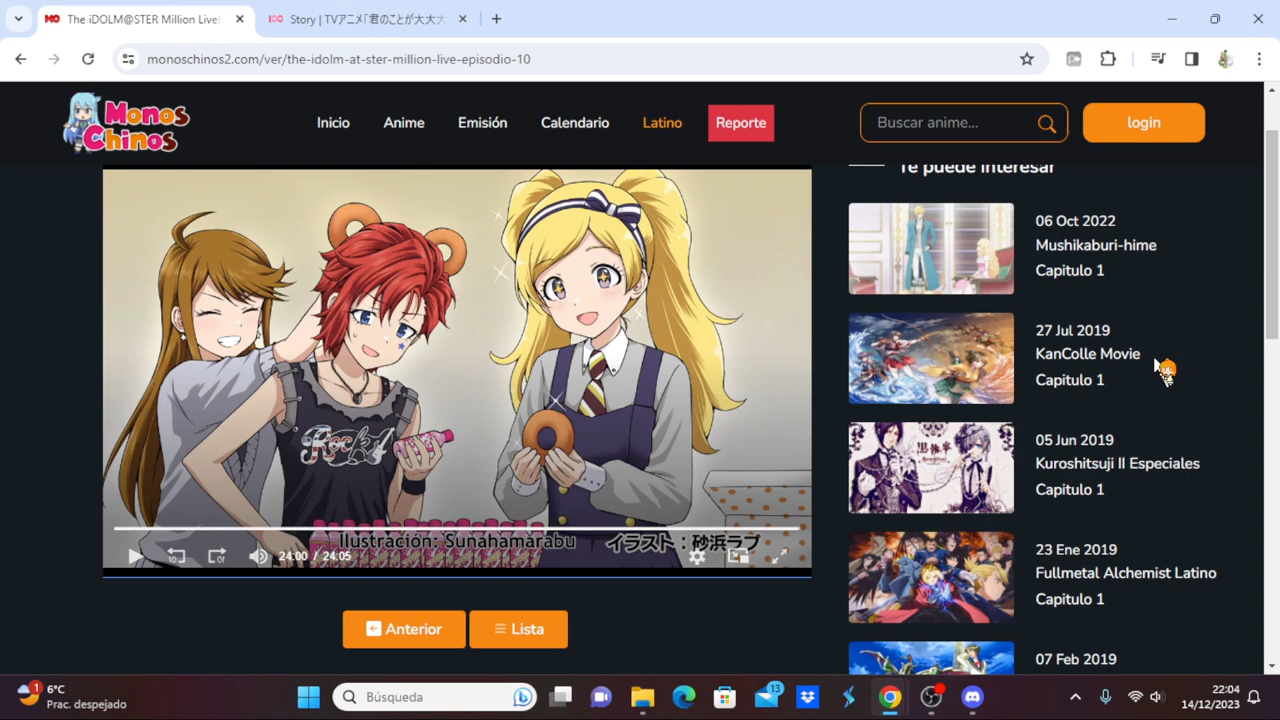 The iDOLM@STER Million Live!
Story | TVアニメ「君のことが大大大
monoschinos2.com/ver/the-idolm-at-ster-million-live-episodio-10
Monos
Chinos
Inicio
Anime
Emisión
Calendario
Latino
Reporte
Buscar anime...
login
Te puede interesar
06 Oct 2022
Mushikaburi-hime
Capitulo 1
27 Jul 2019
KanColle Movie
Capitulo 1
05 Jun 2019
Kuroshitsuji II Especiales
Capitulo 1
23 Ene 2019
Fullmetal Alchemist Latino
Capitulo 1
07 Feb 2019
Rock!
Ilustración: Sunahamarabu
イラスト：砂浜ラブ
10
24:00 / 24:05
Anterior
Lista
1
6°C
Prac. despejado
Búsqueda
13
22:04
14/12/2023